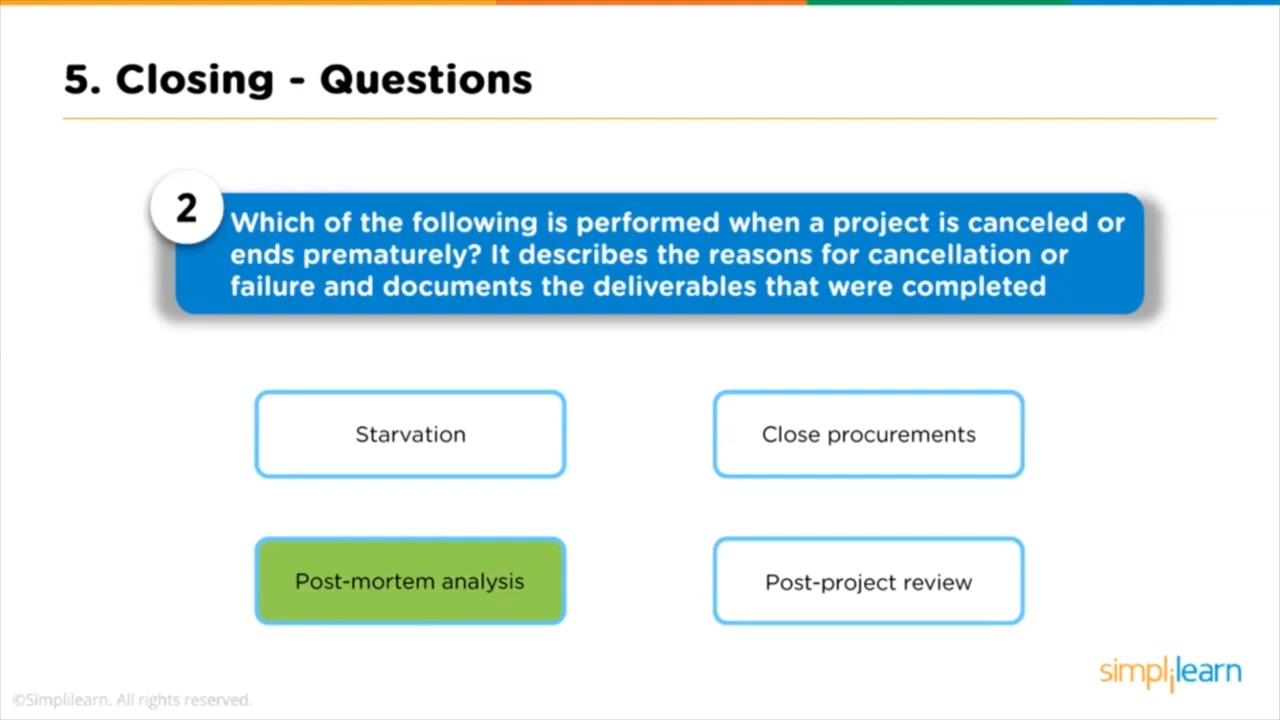 5. Closing - Questions
2
Which of the following is performed when a project is canceled or
ends prematurely? It describes the reasons for cancellation or
failure and documents the deliverables that were completed
Starvation
Close procurements
Post-mortem analysis
Post-project review
simplilearn
©Simplilearn. All rights reserved.